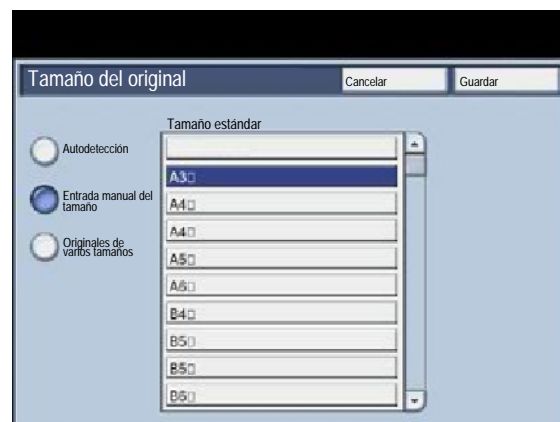 Tamaño del original
Cancelar
Guardar
Tamaño estándar
Autodetección
Entrada manual del
tamaño
Originales de
varios tamaños
A3
A4
A4
A5
A6
B4
B5
B5
B6